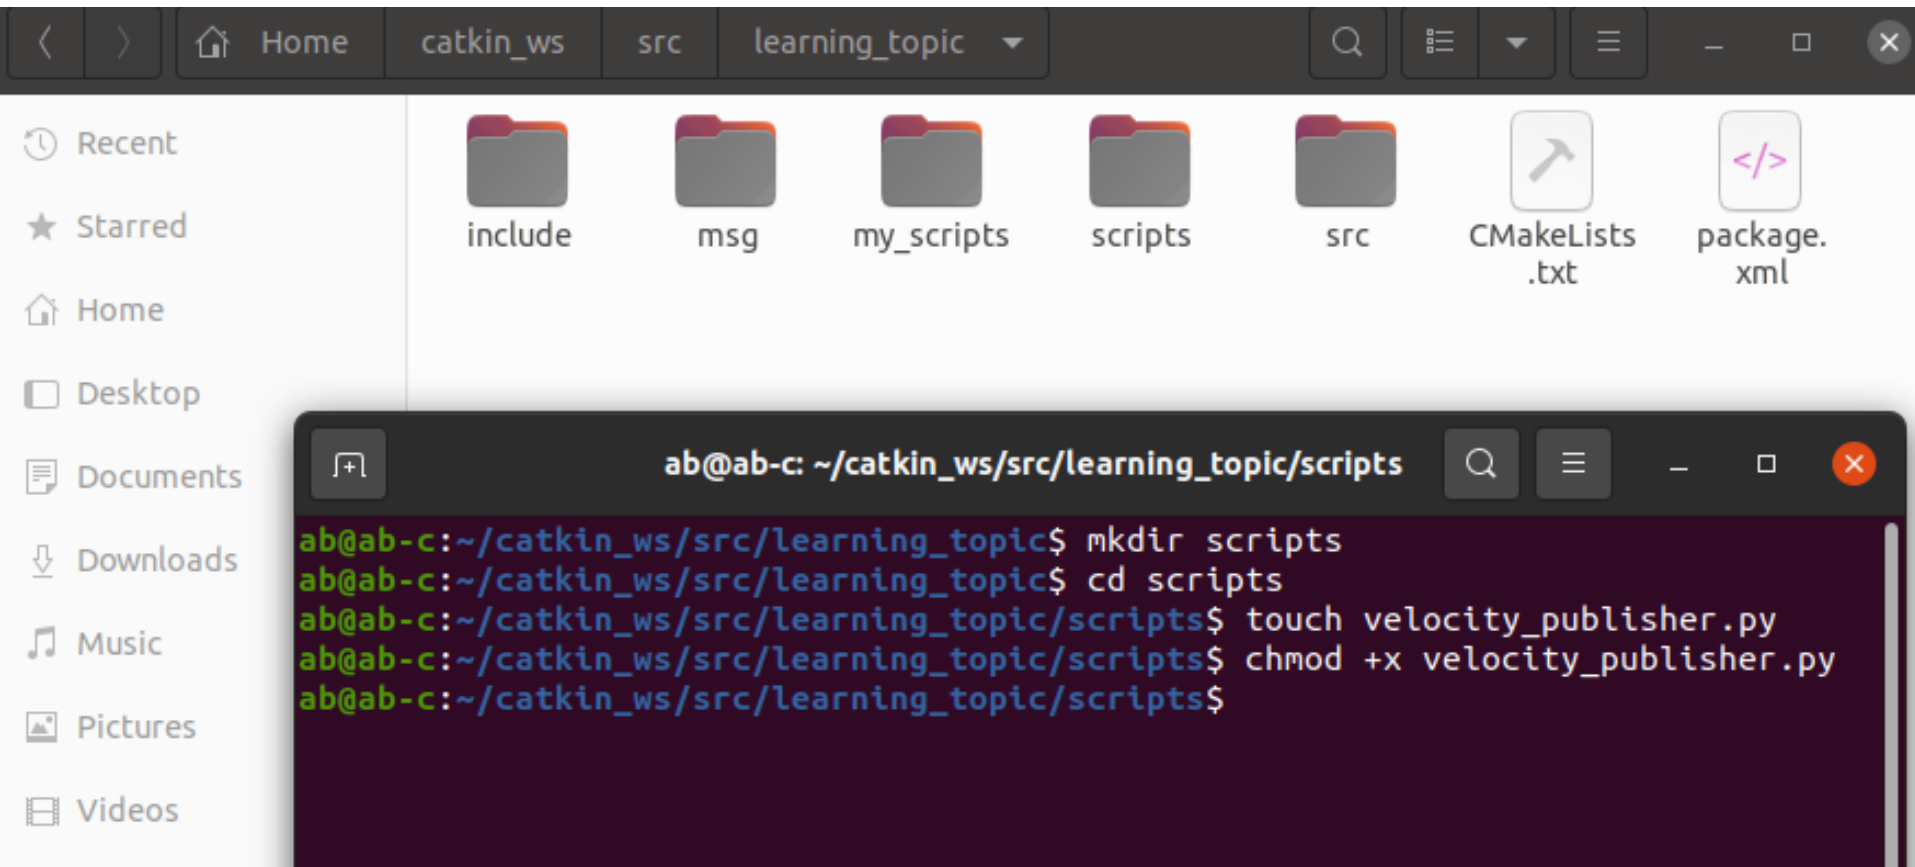 Home catkin_ws src learning_topic
Recent
Starred
Home
Desktop
Documents
Downloads
Music
Pictures
Videos
include msg my_scripts scripts src CMakeLists package.
.txt xml
ab@ab-c: ~/catkin_ws/src/learning_topic/scripts
ab@ab-c:~/catkin_ws/src/learning_topic$ mkdir scripts
ab@ab-c:~/catkin_ws/src/learning_topic$ cd scripts
ab@ab-c:~/catkin_ws/src/learning_topic/scripts$ touch velocity_publisher.py
ab@ab-c:~/catkin_ws/src/learning_topic/scripts$ chmod +x velocity_publisher.py
ab@ab-c:~/catkin_ws/src/learning_topic/scripts$